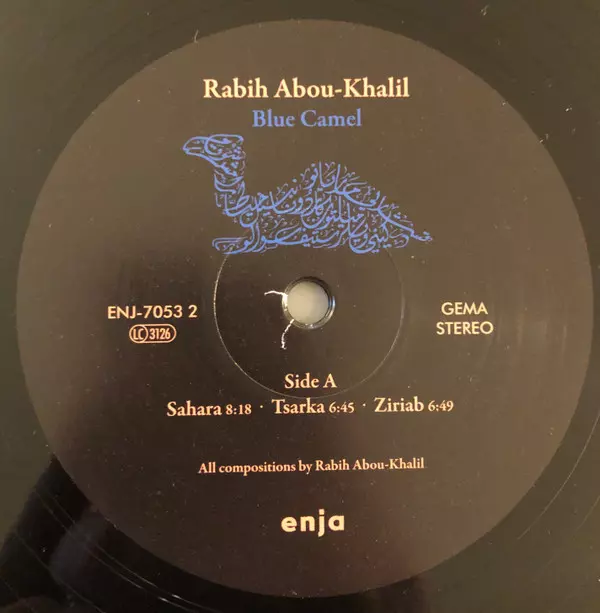 Rabih Abou-Khalil
Blue Camel
ENJ-7053 2
LC 3126
GEMA
STEREO
Side A
Sahara 8:18 · Tsarka 6:45 · Ziriab 6:49
All compositions by Rabih Abou-Khalil
enja